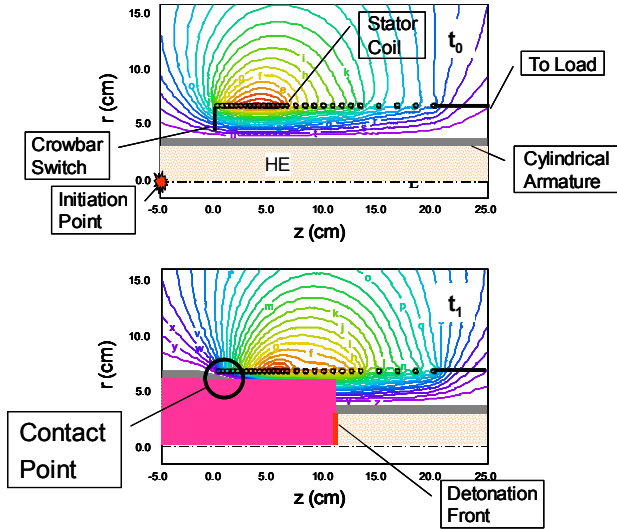 15.0
10.0
5.0
0.0
r (cm)
t0
Stator
Coil
To Load
Crowbar
Switch
HE
Cylindrical
Armature
Initiation
Point
-5.0 0.0 5.0 10.0 15.0 20.0 25.0
z (cm)
15.0
10.0
5.0
0.0
r (cm)
t1
Contact
Point
-5.0 0.0 5.0 10.0 15.0 20.0 25.0
z (cm)
Detonation
Front